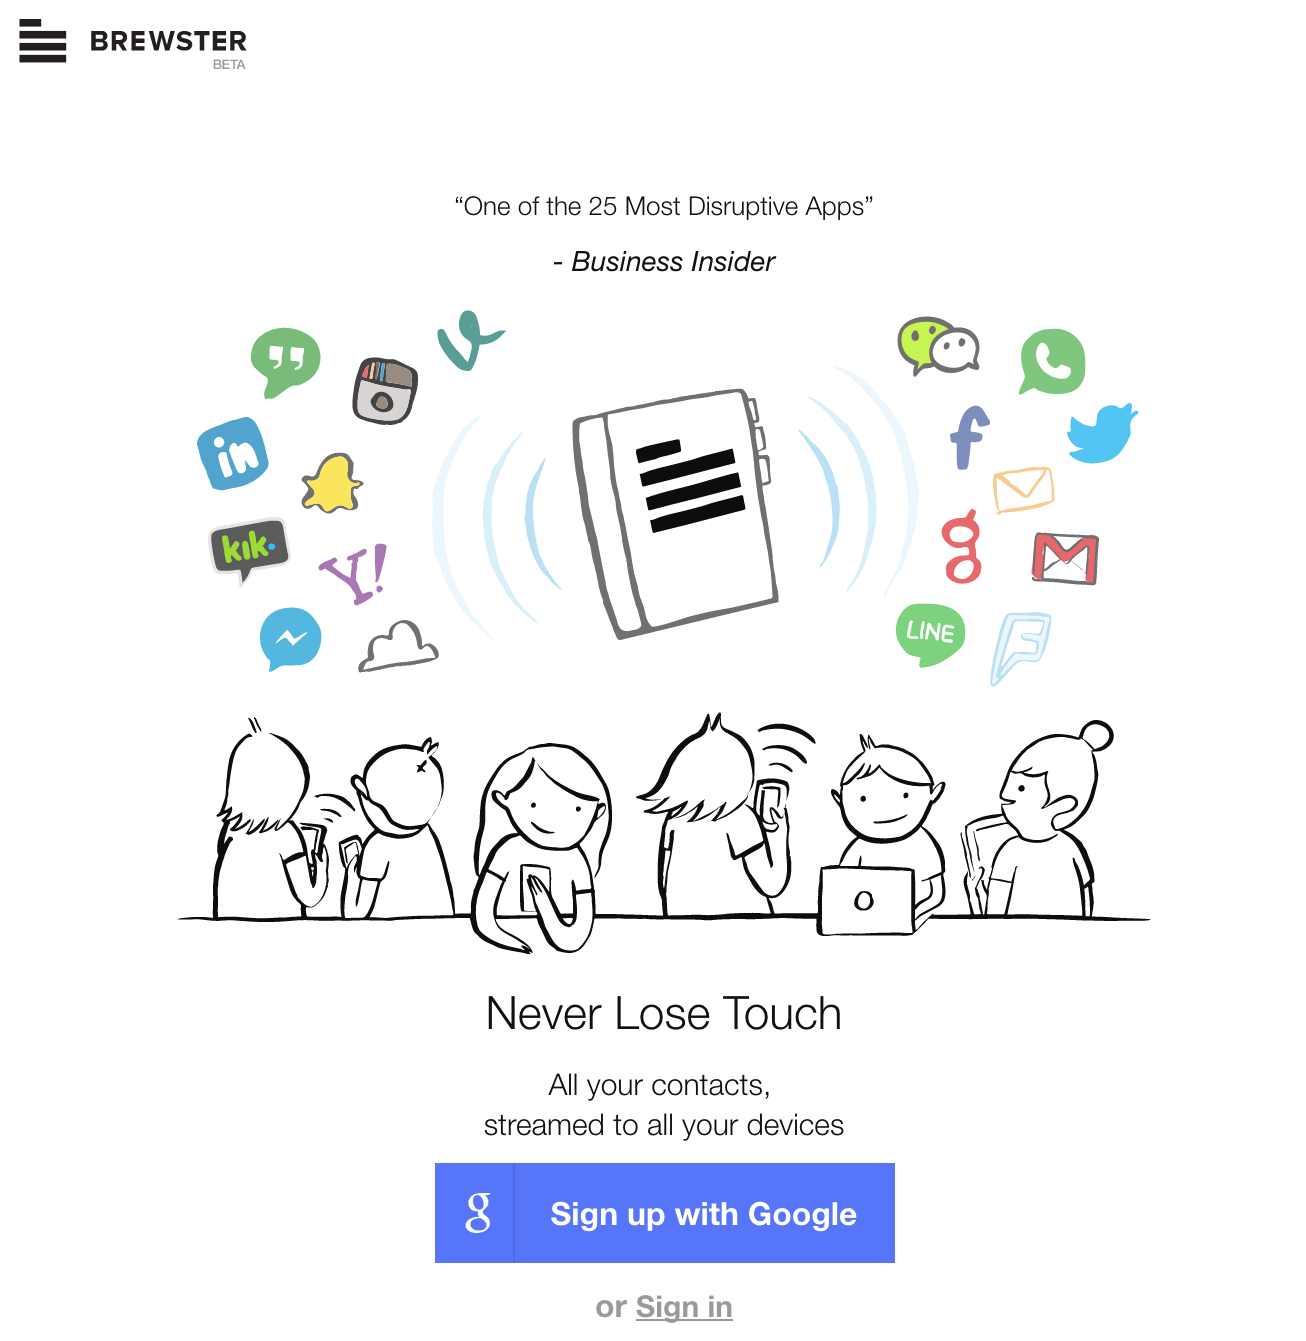 BREWSTER
BETA
“One of the 25 Most Disruptive Apps”
- Business Insider
in
kik.
Y!
f
g
M
LINE
Never Lose Touch
All your contacts,
streamed to all your devices
g Sign up with Google
or Sign in